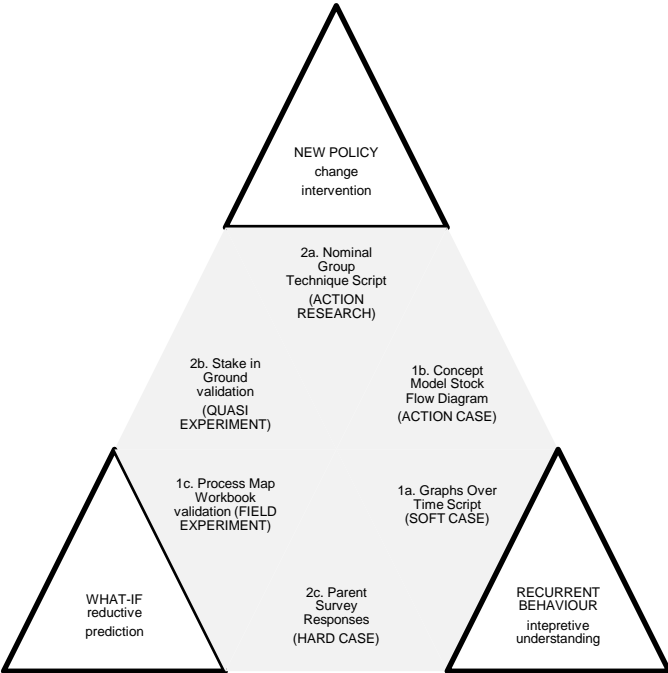 NEW POLICY
change
intervention
2a. Nominal
Group
Technique Script
(ACTION
RESEARCH)
2b. Stake in
Ground
validation
(QUASI
EXPERIMENT)
1b. Concept
Model Stock
Flow Diagram
(ACTION CASE)
1c. Process Map
Workbook
validation (FIELD
EXPERIMENT)
1a. Graphs Over
Time Script
(SOFT CASE)
WHAT-IF
reductive
prediction
2c. Parent
Survey
Responses
(HARD CASE)
RECURRENT
BEHAVIOUR
intepretive
understanding